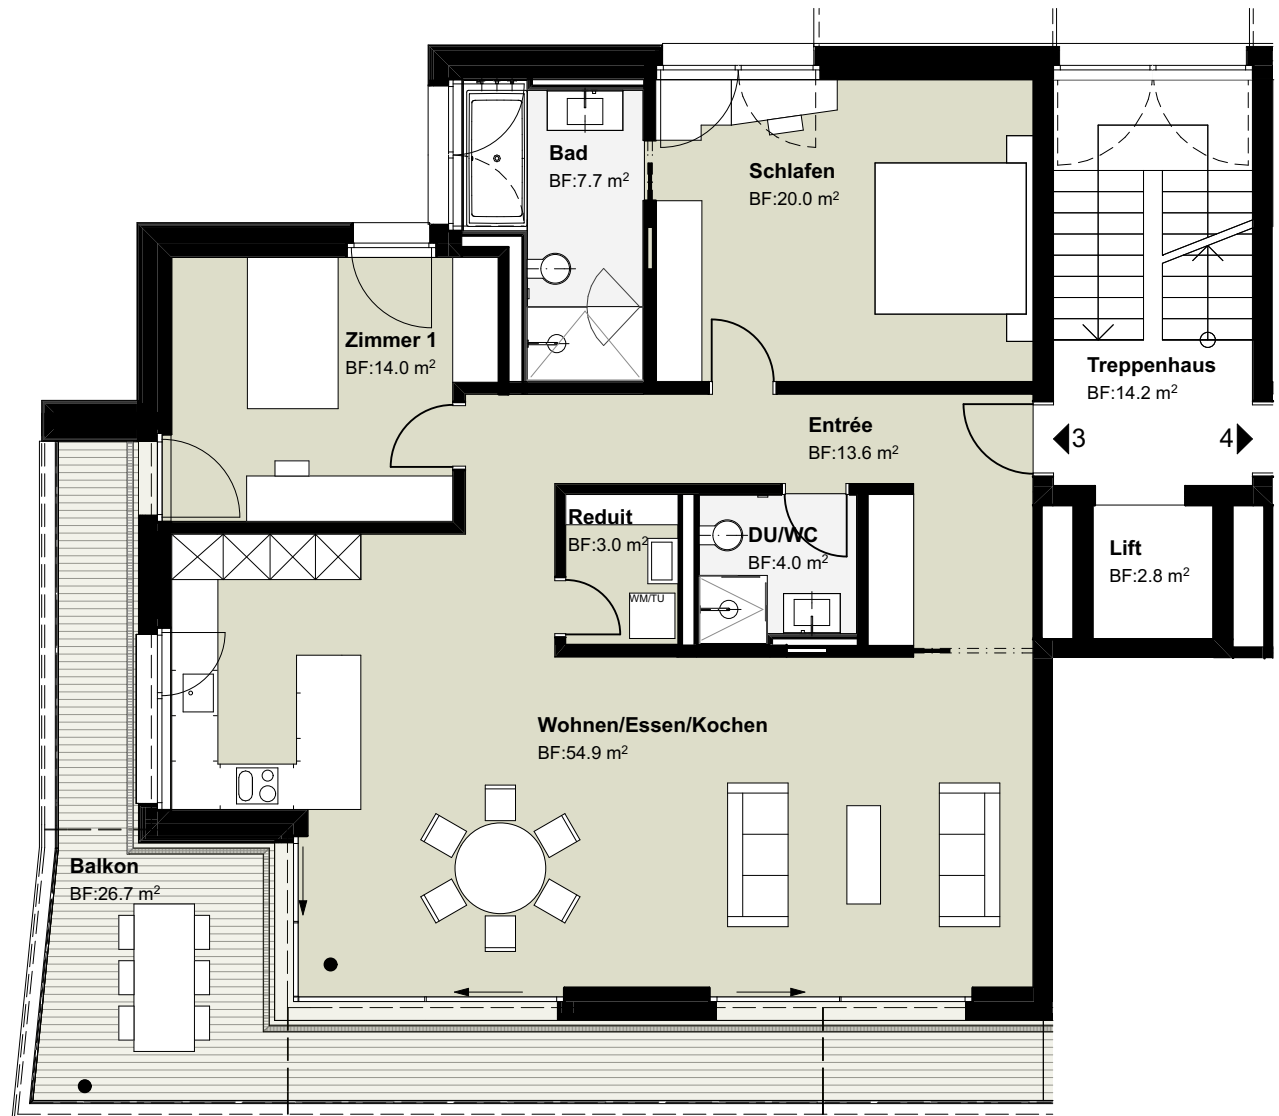 Bad
BF:7.7 m²
Schlafen
BF:20.0 m²
Zimmer 1
BF:14.0 m²
Treppenhaus
BF:14.2 m²
Entrée
BF:13.6 m²
3
4
Reduit
BF:3.0 m²
DU/WC
BF:4.0 m²
Lift
BF:2.8 m²
WM/TU
Wohnen/Essen/Kochen
BF:54.9 m²
Balkon
BF:26.7 m²